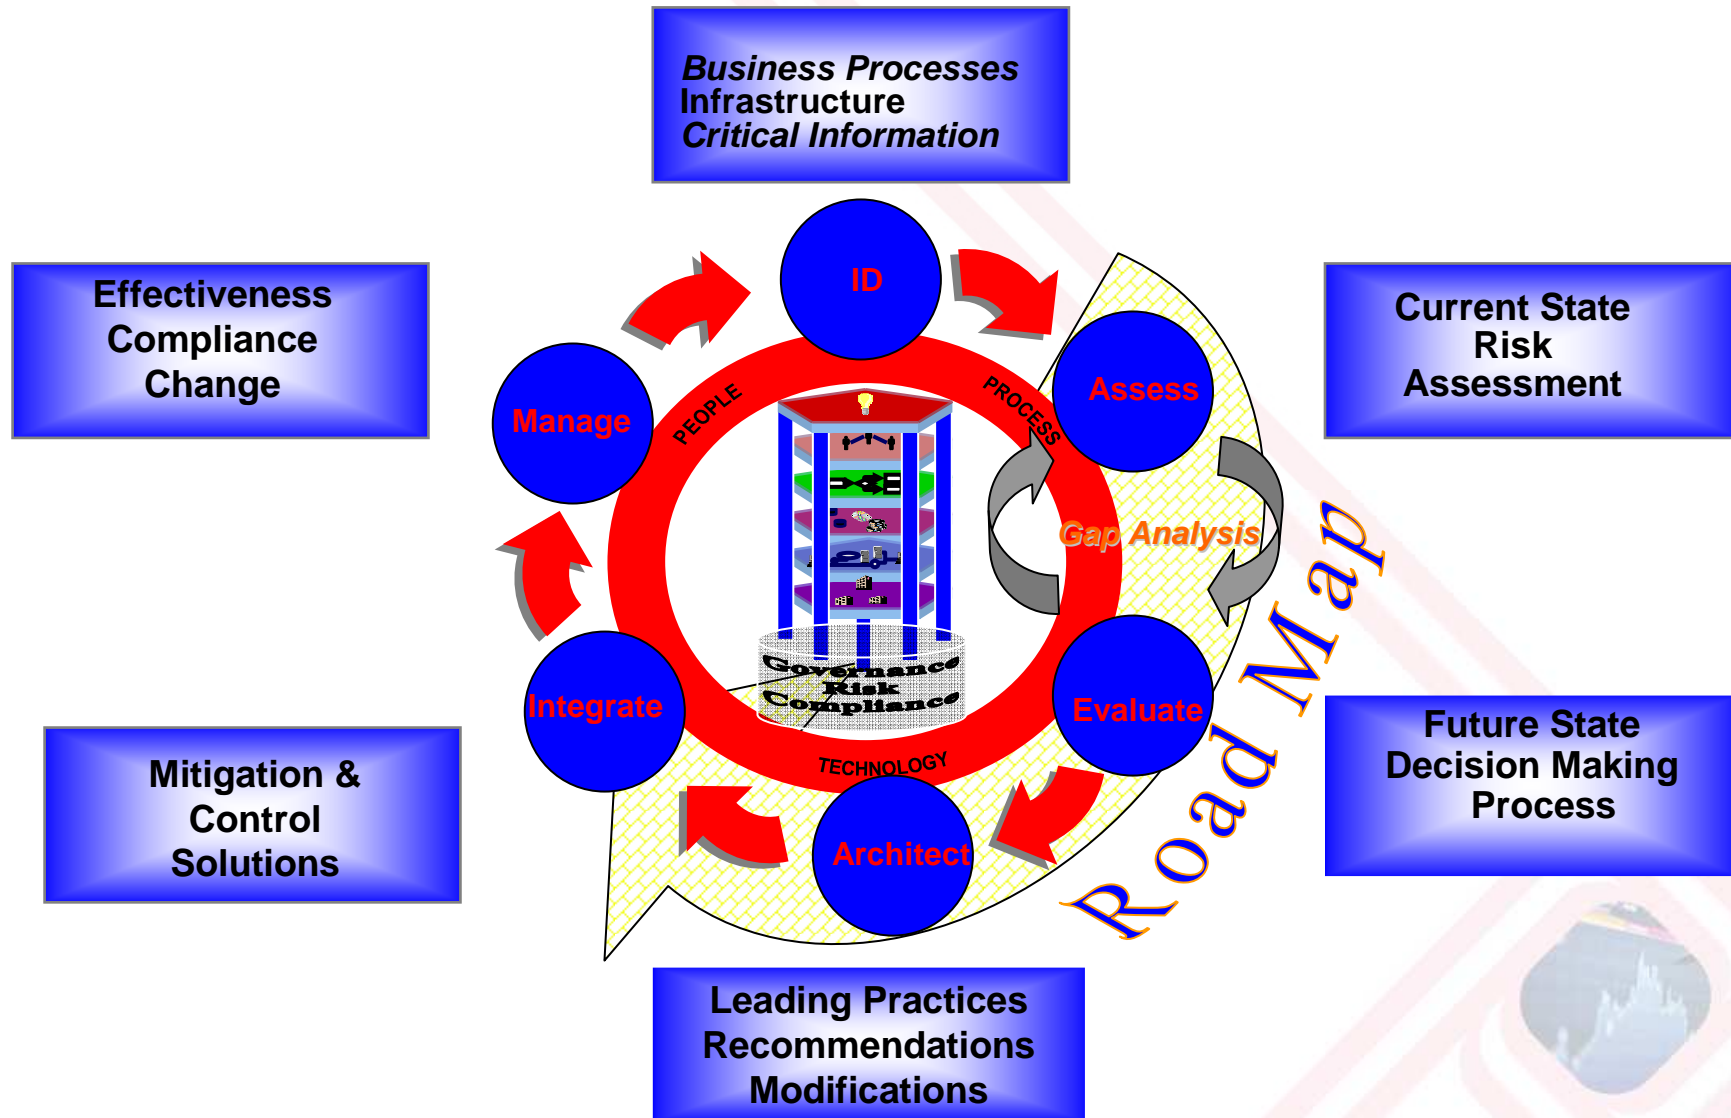 Business Processes
Infrastructure
Critical Information
Effectiveness
Compliance
Change
ID
Current State
Risk
Assessment
Manage
PEOPLE
PROCESS
Assess
Gap Analysis
Road Map
Governance
Risk
Compliance
Integrate
Evaluate
TECHNOLOGY
Architect
Mitigation &
Control
Solutions
Future State
Decision Making
Process
Leading Practices
Recommendations
Modifications